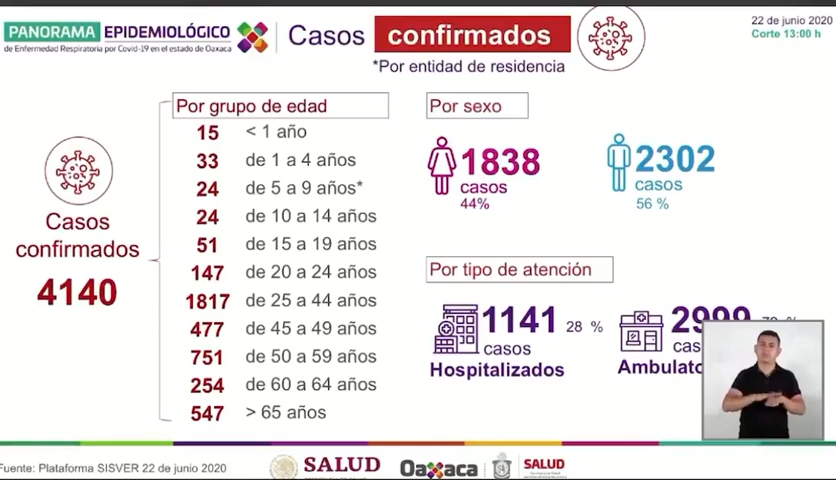 PANORAMA EPIDEMIOLÓGICO
de Enfermedad Respiratoria por Covid-19 en el estado de Oaxaca
Casos confirmados
*Por entidad de residencia
22 de junio 2020
Corte 13:00 h
Casos
confirmados
4140
Por grupo de edad
15 < 1 año
33 de 1 a 4 años
24 de 5 a 9 años*
24 de 10 a 14 años
51 de 15 a 19 años
147 de 20 a 24 años
1817 de 25 a 44 años
477 de 45 a 49 años
751 de 50 a 59 años
254 de 60 a 64 años
547 > 65 años
Por sexo
1838
casos
44%
2302
casos
56 %
Por tipo de atención
1141 28 %
casos
Hospitalizados
2999
cas
Ambulato
Fuente: Plataforma SISVER 22 de junio 2020
SALUD
Oaxaca
SALUD